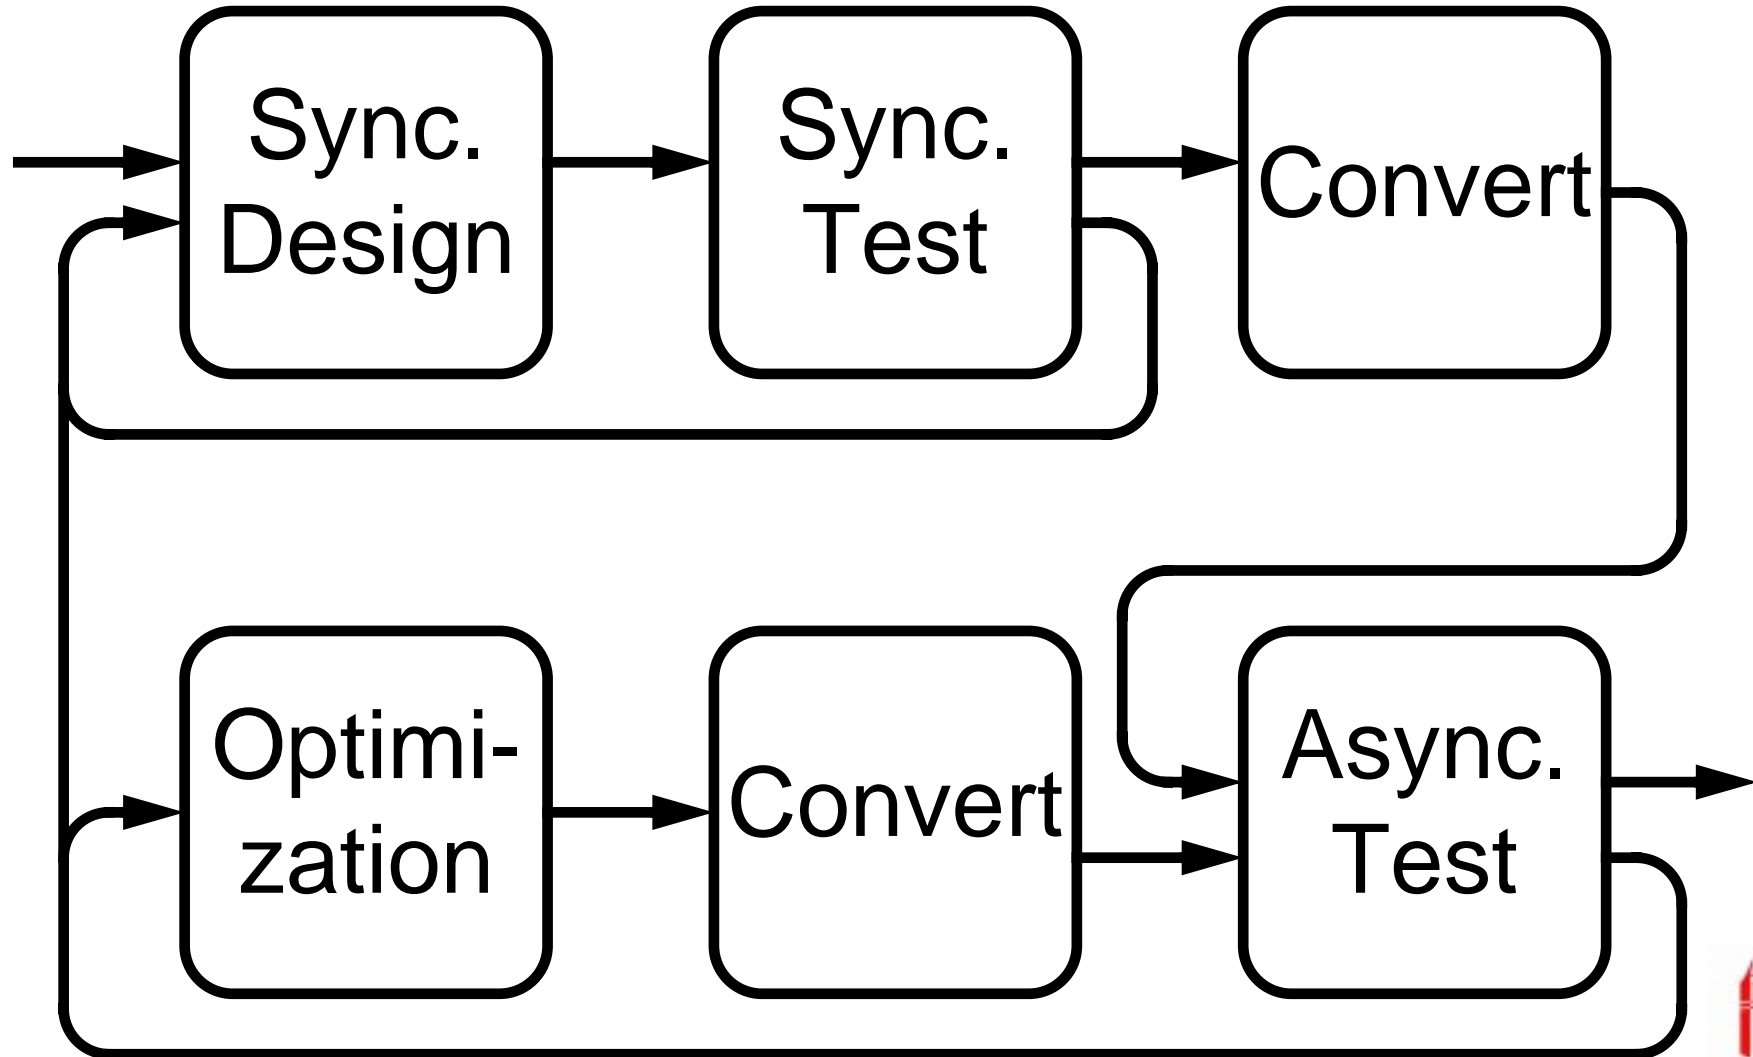 Sync.
Design
Sync.
Test
Convert
Optimi-
zation
Convert
Async.
Test